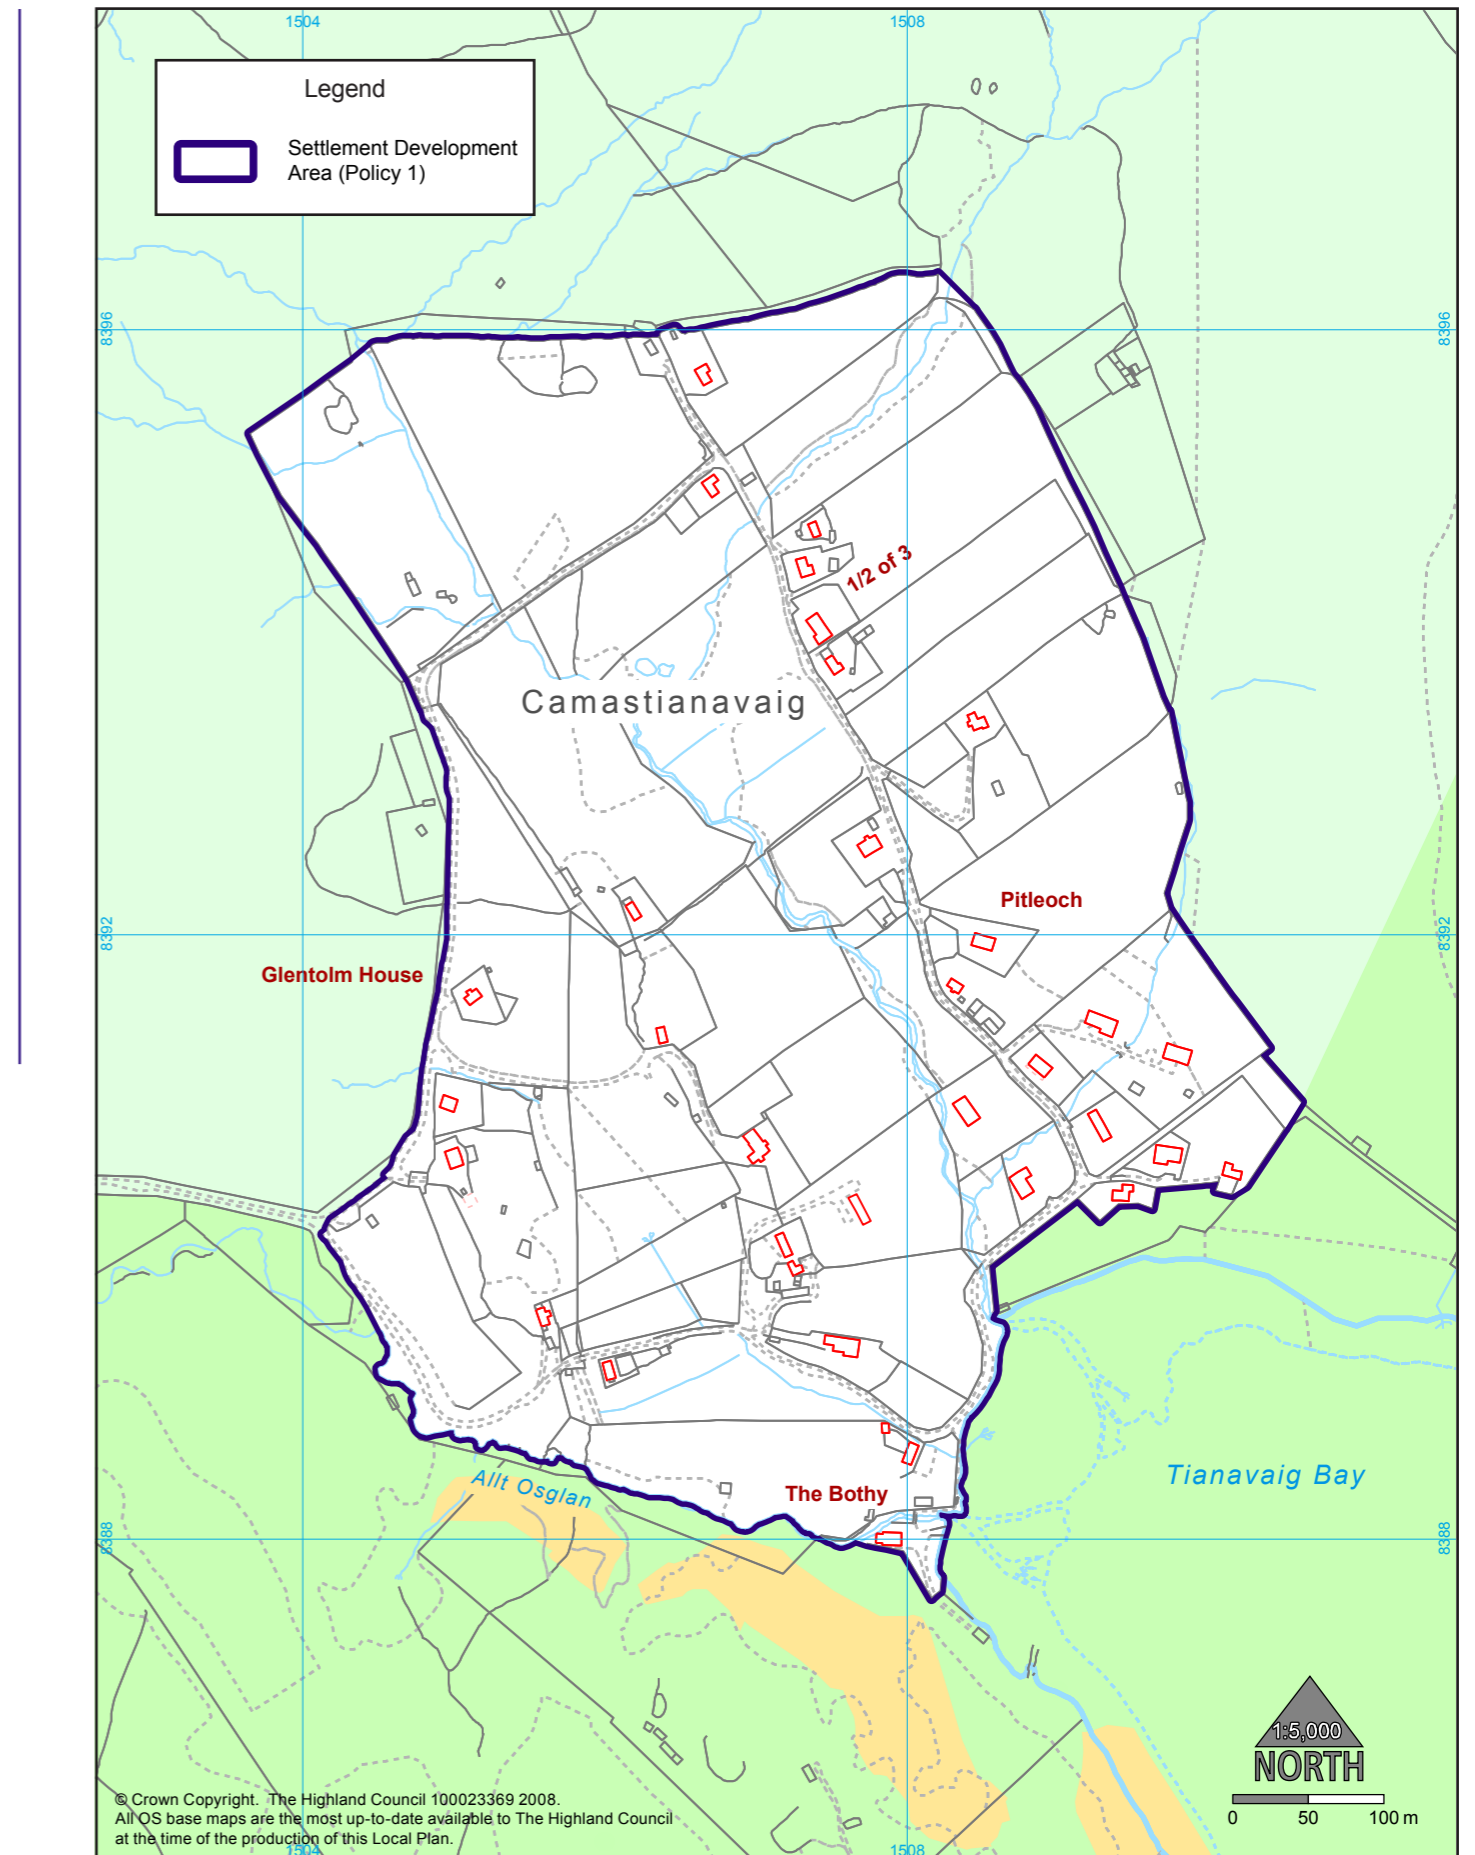 1504
1508
Legend
Settlement Development
Area (Policy 1)
8396
8396
1/2 of 3
Camastianavaig
Pitleoch
8392
8392
Glentolm House
Tianavaig Bay
Allt Osglan
The Bothy
8388
8388
1:5,000
NORTH
0 50 100 m
© Crown Copyright. The Highland Council 100023369 2008.
All OS base maps are the most up-to-date available to The Highland Council
at the time of the production of this Local Plan.
1504
1508